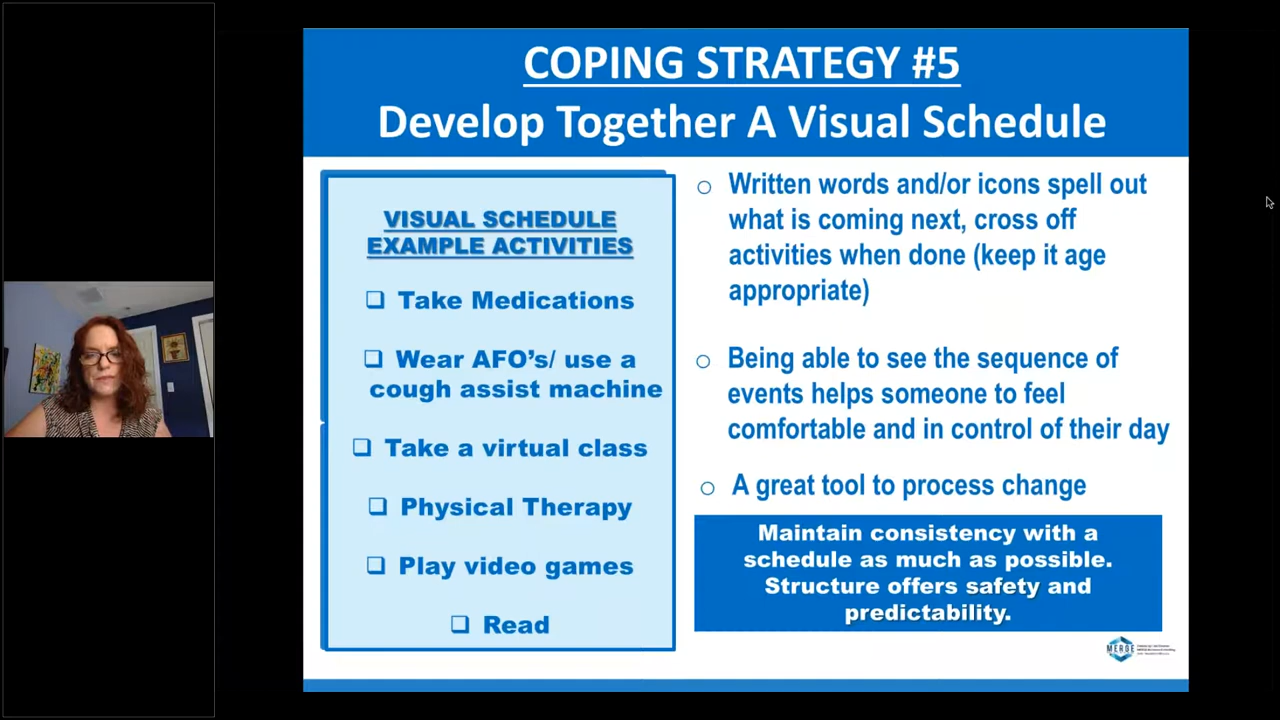 COPING STRATEGY #5
Develop Together A Visual Schedule
VISUAL SCHEDULE
EXAMPLE ACTIVITIES
❑ Take Medications
❑ Wear AFO's/ use a
cough assist machine
❑ Take a virtual class
❑ Physical Therapy
❑ Play video games
❑ Read
o Written words and/or icons spell out
what is coming next, cross off
activities when done (keep it age
appropriate)
o Being able to see the sequence of
events helps someone to feel
comfortable and in control of their day
o A great tool to process change
Maintain consistency with a
schedule as much as possible.
Structure offers safety and
predictability.
MERGE